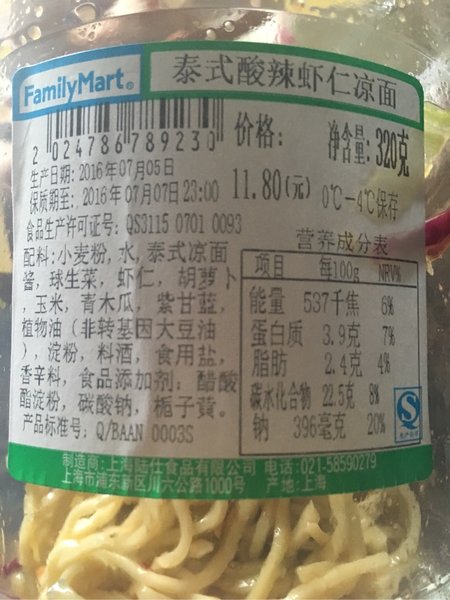 FamilyMart®
泰式酸辣虾仁凉面
2 024786 789230
价格:
净含量: 320克
生产日期: 2016年07月05日
保质期至: 2016年07月07日23:00
11.80(元)
0℃-4℃保存
食品生产许可证号: QS3115 0701 0093
配料: 小麦粉, 水, 泰式凉面
酱, 球生菜, 虾仁, 胡萝卜
, 玉米, 青木瓜, 紫甘蓝,
植物油 (非转基因大豆油
), 淀粉, 料酒, 食用盐,
香辛料, 食品添加剂: 醋酸
酯淀粉, 碳酸钠, 栀子黄。
产品标准号: Q/BAAN 0003S
营养成分表
项目 每100g NRV%
能量 537千焦 6%
蛋白质 3.9克 7%
脂肪 2.4克 4%
碳水化合物 22.5克 8%
钠 396毫克 20%
制造商: 上海 仕食品有限公司 电话: 021-58590279
上海市浦东新区川六公路1000号 产地: 上海